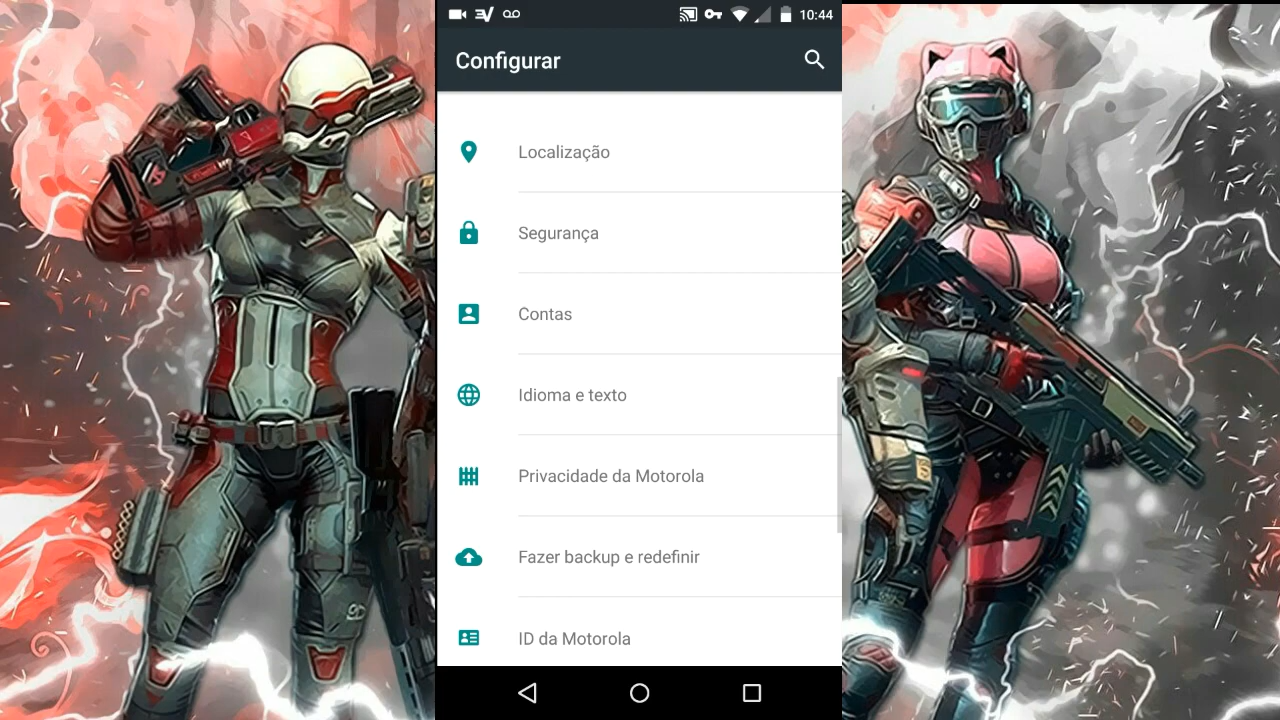 10:44
Configurar
Localização
Segurança
Contas
Idioma e texto
Privacidade da Motorola
Fazer backup e redefinir
ID da Motorola